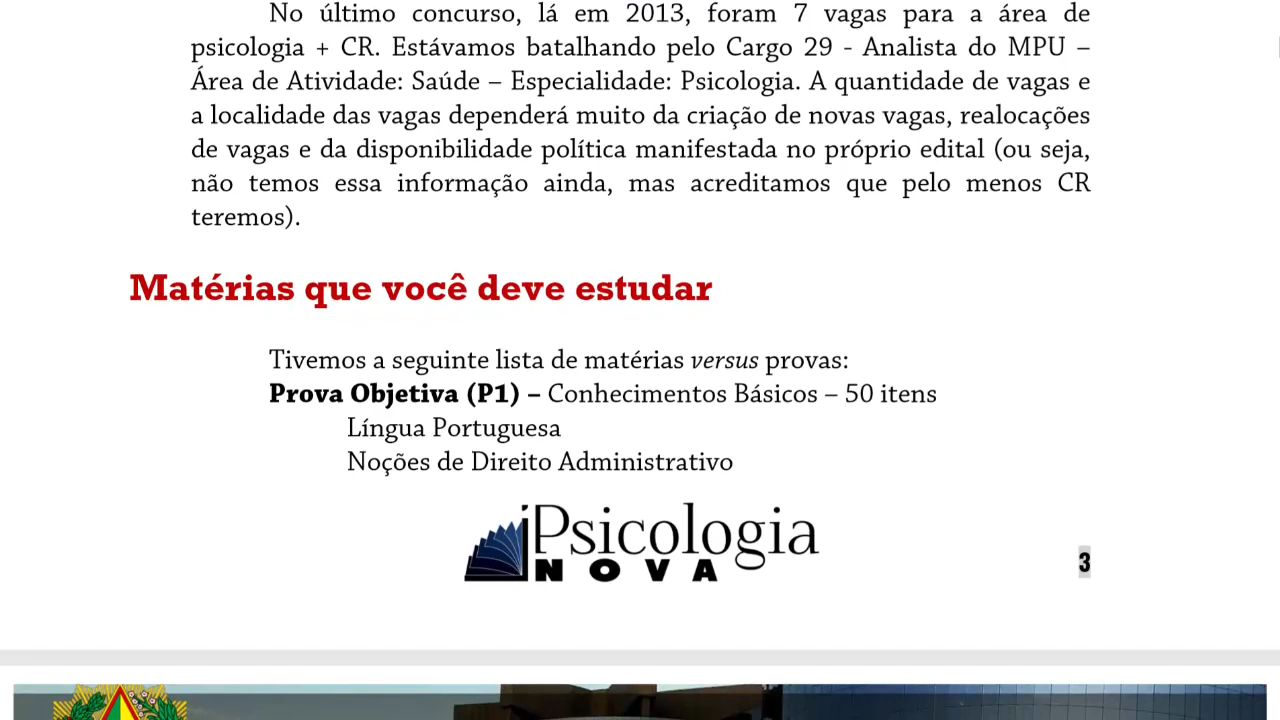 No último concurso, lá em 2013, foram 7 vagas para a área de
psicologia + CR. Estávamos batalhando pelo Cargo 29 - Analista do MPU –
Área de Atividade: Saúde – Especialidade: Psicologia. A quantidade de vagas e
a localidade das vagas dependerá muito da criação de novas vagas, realocações
de vagas e da disponibilidade política manifestada no próprio edital (ou seja,
não temos essa informação ainda, mas acreditamos que pelo menos CR
teremos).
Matérias que você deve estudar
Tivemos a seguinte lista de matérias versus provas:
Prova Objetiva (P1) – Conhecimentos Básicos – 50 itens
Língua Portuguesa
Noções de Direito Administrativo
Psicologia
NOVA
3